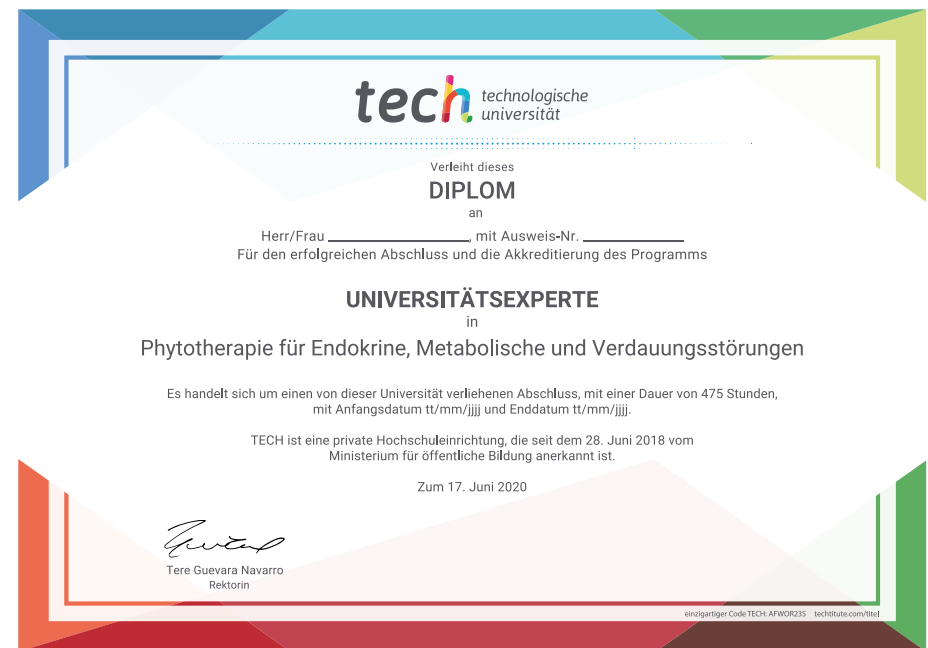 tech technologische
universität
Verleiht dieses
DIPLOM
an
Herr/Frau ____________________, mit Ausweis-Nr. ______________
Für den erfolgreichen Abschluss und die Akkreditierung des Programms
UNIVERSITÄTSEXPERTE
in
Phytotherapie für Endokrine, Metabolische und Verdauungsstörungen
Es handelt sich um einen von dieser Universität verliehenen Abschluss, mit einer Dauer von 475 Stunden,
mit Anfangsdatum tt/mm/jjjj und Enddatum tt/mm/jjjj.
TECH ist eine private Hochschuleinrichtung, die seit dem 28. Juni 2018 vom
Ministerium für öffentliche Bildung anerkannt ist.
Zum 17. Juni 2020
Tere Guevara Navarro
Rektorin
einzigartiger Code TECH: AFWOR23S techtitute.com/titel